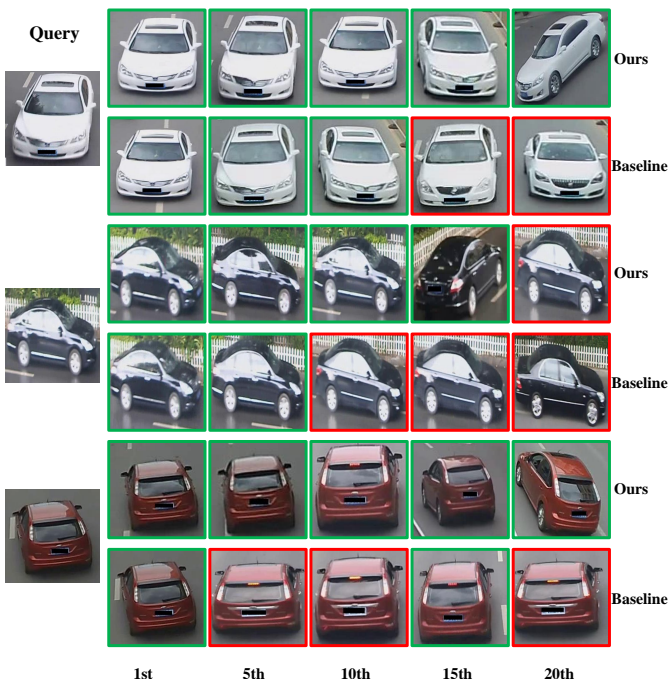 Query
Ours
Baseline
Ours
Baseline
Ours
Baseline
1st 5th 10th 15th 20th